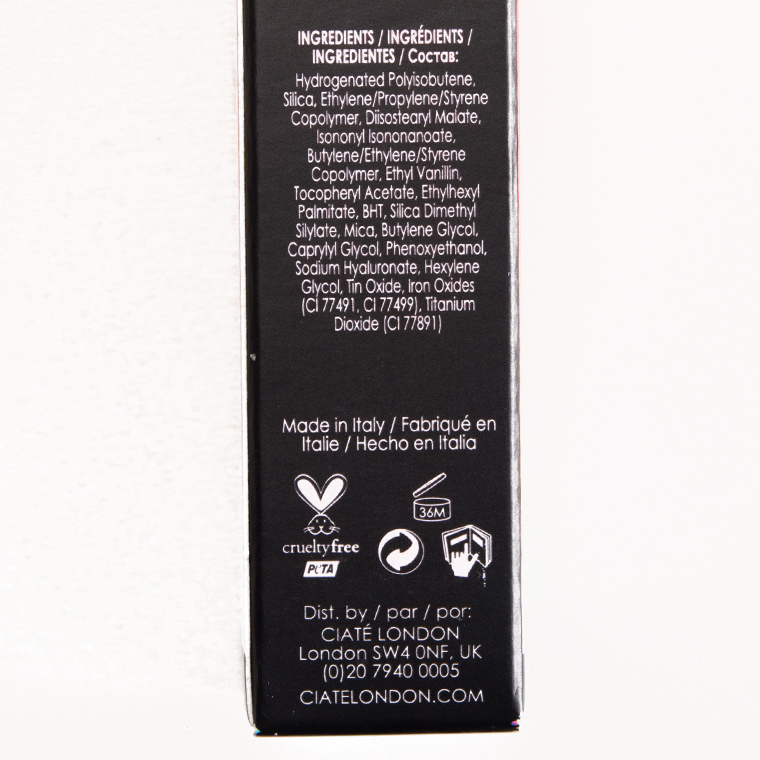 INGREDIENTS / INGRÉDIENTS /
INGREDIENTES / Состав:
Hydrogenated Polyisobutene,
Silica, Ethylene/Propylene/Styrene
Copolymer, Diisostearyl Malate,
Isononyl Isononanoate,
Butylene/Ethylene/Styrene
Copolymer, Ethyl Vanillin,
Tocopheryl Acetate, Ethylhexyl
Palmitate, BHT, Silica Dimethyl
Silylate, Mica, Butylene Glycol,
Caprylyl Glycol, Phenoxyethanol,
Sodium Hyaluronate, Hexylene
Glycol, Tin Oxide, Iron Oxides
(CI 77491, CI 77499), Titanium
Dioxide (CI 77891)
Made in Italy / Fabriqué en
Italie / Hecho en Italia
36M
crueltyfree
PETA
Dist. by / par / por:
CIATÉ LONDON
London SW4 0NF, UK
(0)20 7940 0005
CIATELONDON.COM